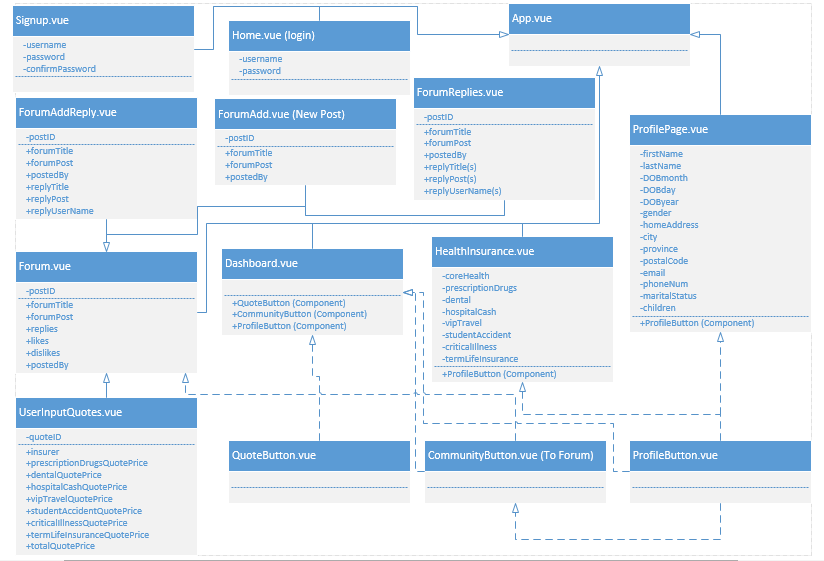 Signup.vue
-username
-password
-confirmPassword
Home.vue (login)
-username
-password
App.vue
ForumAddReply.vue
-postID
+forumTitle
+forumPost
+postedBy
+replyTitle
+replyPost
+replyUserName
ForumAdd.vue (New Post)
-postID
+forumTitle
+forumPost
+postedBy
ForumReplies.vue
-postID
+forumTitle
+forumPost
+postedBy
+replyTitle(s)
+replyPost(s)
+replyUserName(s)
ProfilePage.vue
-firstName
-lastName
-DOBmonth
-DOBday
-DOByear
-gender
-homeAddress
-city
-province
-postalCode
-email
-phoneNum
-maritalStatus
-children
+ProfileButton (Component)
Forum.vue
-postID
+forumTitle
+forumPost
+replies
+likes
+dislikes
+postedBy
Dashboard.vue
+QuoteButton (Component)
+CommunityButton (Component)
+ProfileButton (Component)
HealthInsurance.vue
-coreHealth
-prescriptionDrugs
-dental
-hospitalCash
-vipTravel
-studentAccident
-criticalIllness
-termLifeInsurance
+ProfileButton (Component)
UserInputQuotes.vue
-quoteID
+insurer
+prescriptionDrugsQuotePrice
+dentalQuotePrice
+hospitalCashQuotePrice
+vipTravelQuotePrice
+studentAccidentQuotePrice
+criticalIllnessQuotePrice
+termLifeInsuranceQuotePrice
+totalQuotePrice
QuoteButton.vue
CommunityButton.vue (To Forum)
ProfileButton.vue